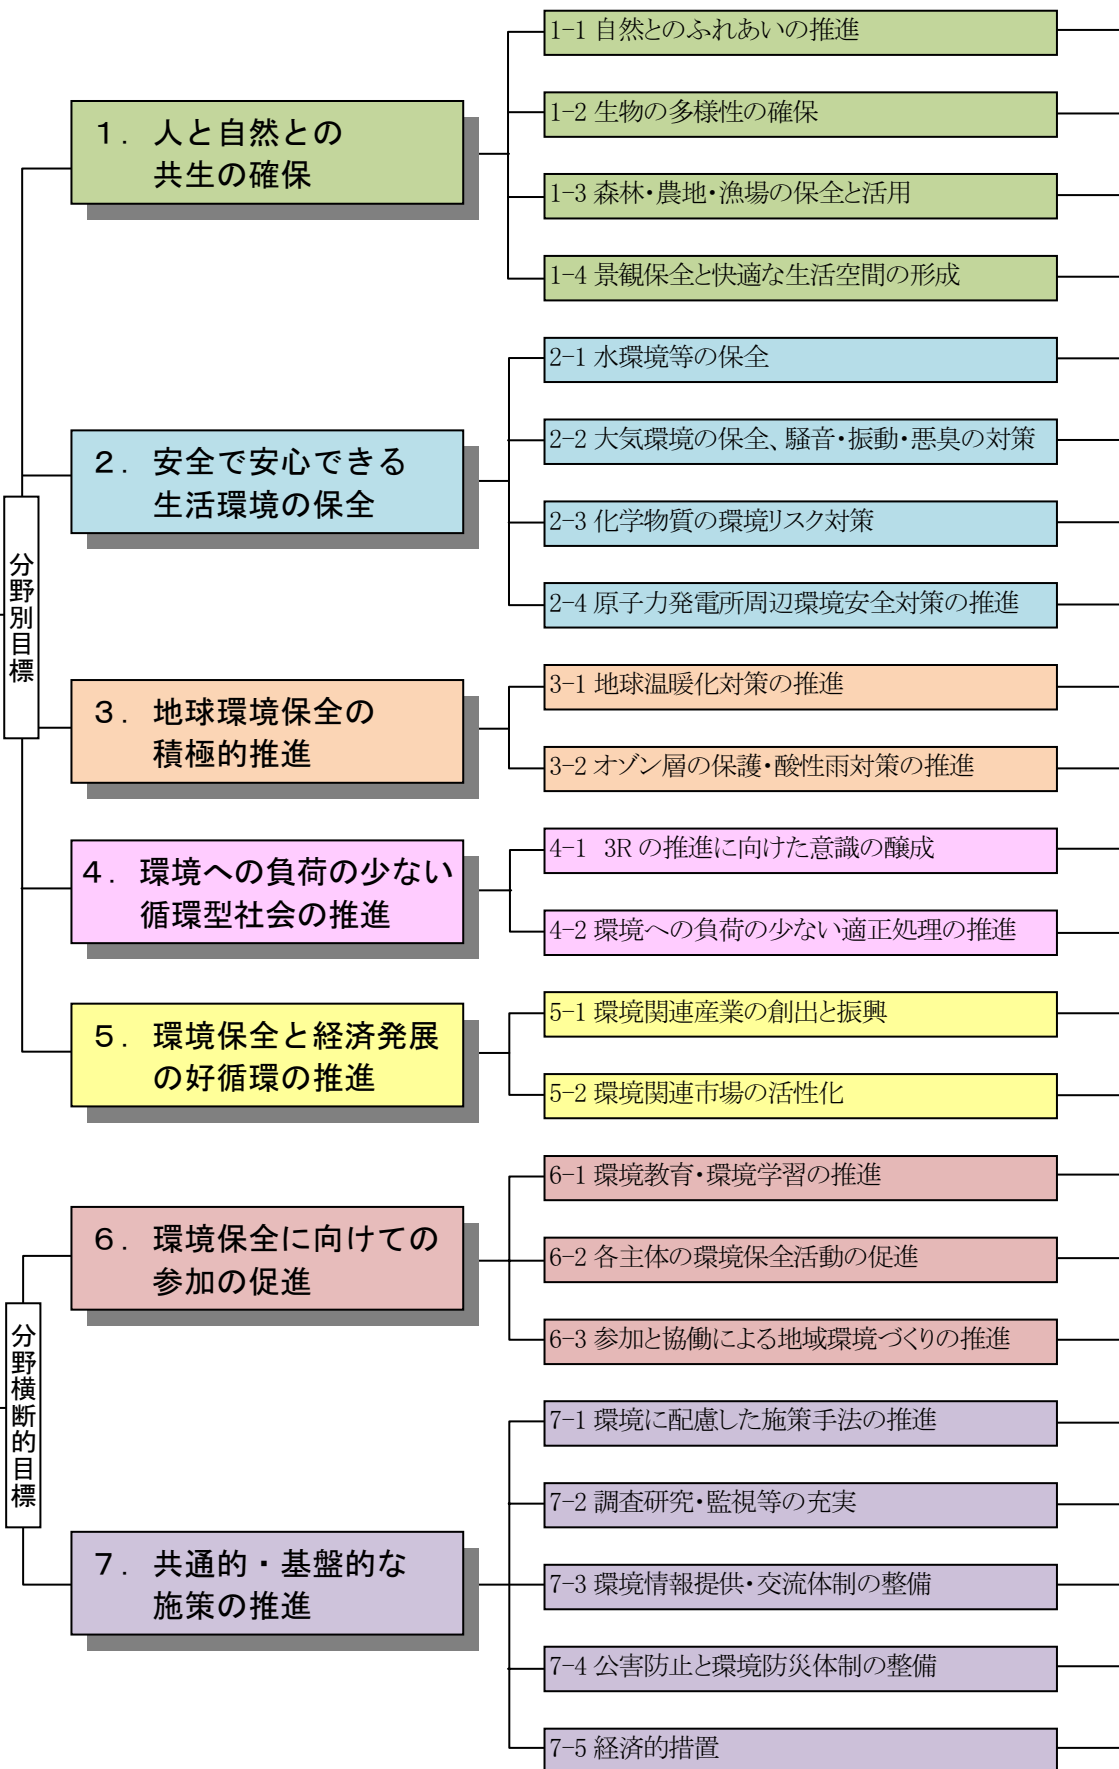 分野別目標
1. 人と自然との
共生の確保
1-1 自然とのふれあいの推進
1-2 生物の多様性の確保
1-3 森林・農地・漁場の保全と活用
1-4 景観保全と快適な生活空間の形成
2. 安全で安心できる
生活環境の保全
2-1 水環境等の保全
2-2 大気環境の保全、騒音・振動・悪臭の対策
2-3 化学物質の環境リスク対策
2-4 原子力発電所周辺環境安全対策の推進
3. 地球環境保全の
積極的推進
3-1 地球温暖化対策の推進
3-2 オゾン層の保護・酸性雨対策の推進
4. 環境への負荷の少ない
循環型社会の推進
4-1 3Rの推進に向けた意識の醸成
4-2 環境への負荷の少ない適正処理の推進
5. 環境保全と経済発展
の好循環の推進
5-1 環境関連産業の創出と振興
5-2 環境関連市場の活性化
分野横断的目標
6. 環境保全に向けての
参加の促進
6-1 環境教育・環境学習の推進
6-2 各主体の環境保全活動の促進
6-3 参加と協働による地域環境づくりの推進
7. 共通的・基盤的な
施策の推進
7-1 環境に配慮した施策手法の推進
7-2 調査研究・監視等の充実
7-3 環境情報提供・交流体制の整備
7-4 公害防止と環境防災体制の整備
7-5 経済的措置